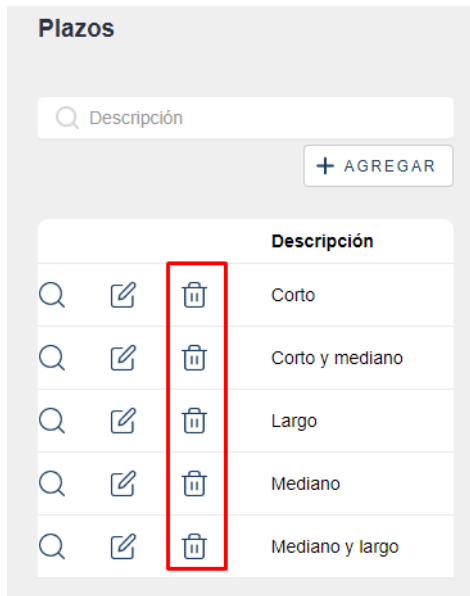 Plazos
Descripción
+ AGREGAR
Descripción
Corto
Corto y mediano
Largo
Mediano
Mediano y largo